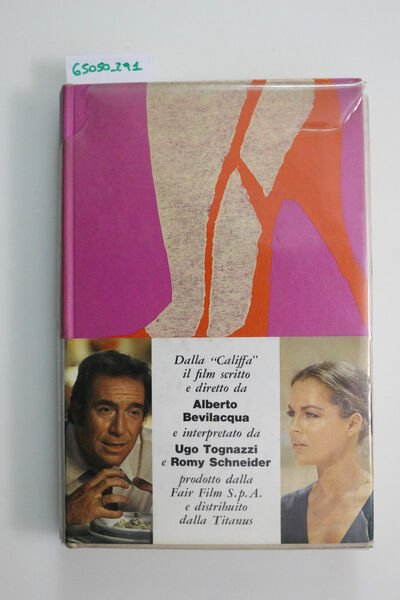 65050_291
Dalla "Califfa"
il film scritto
e diretto da
Alberto
Bevilacqua
e interpretato da
Ugo Tognazzi
e Romy Schneider
prodotto dalla
Fair Film S.p.A.
e distribuito
dalla Titanus